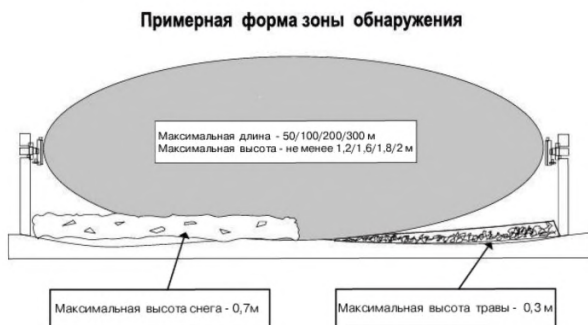 Примерная форма зоны обнаружения
Максимальная длина - 50/100/200/300 м
Максимальная высота - не менее 1,2/1,6/1,8/2 м
Максимальная высота снега - 0,7м
Максимальная высота травы - 0,3 м